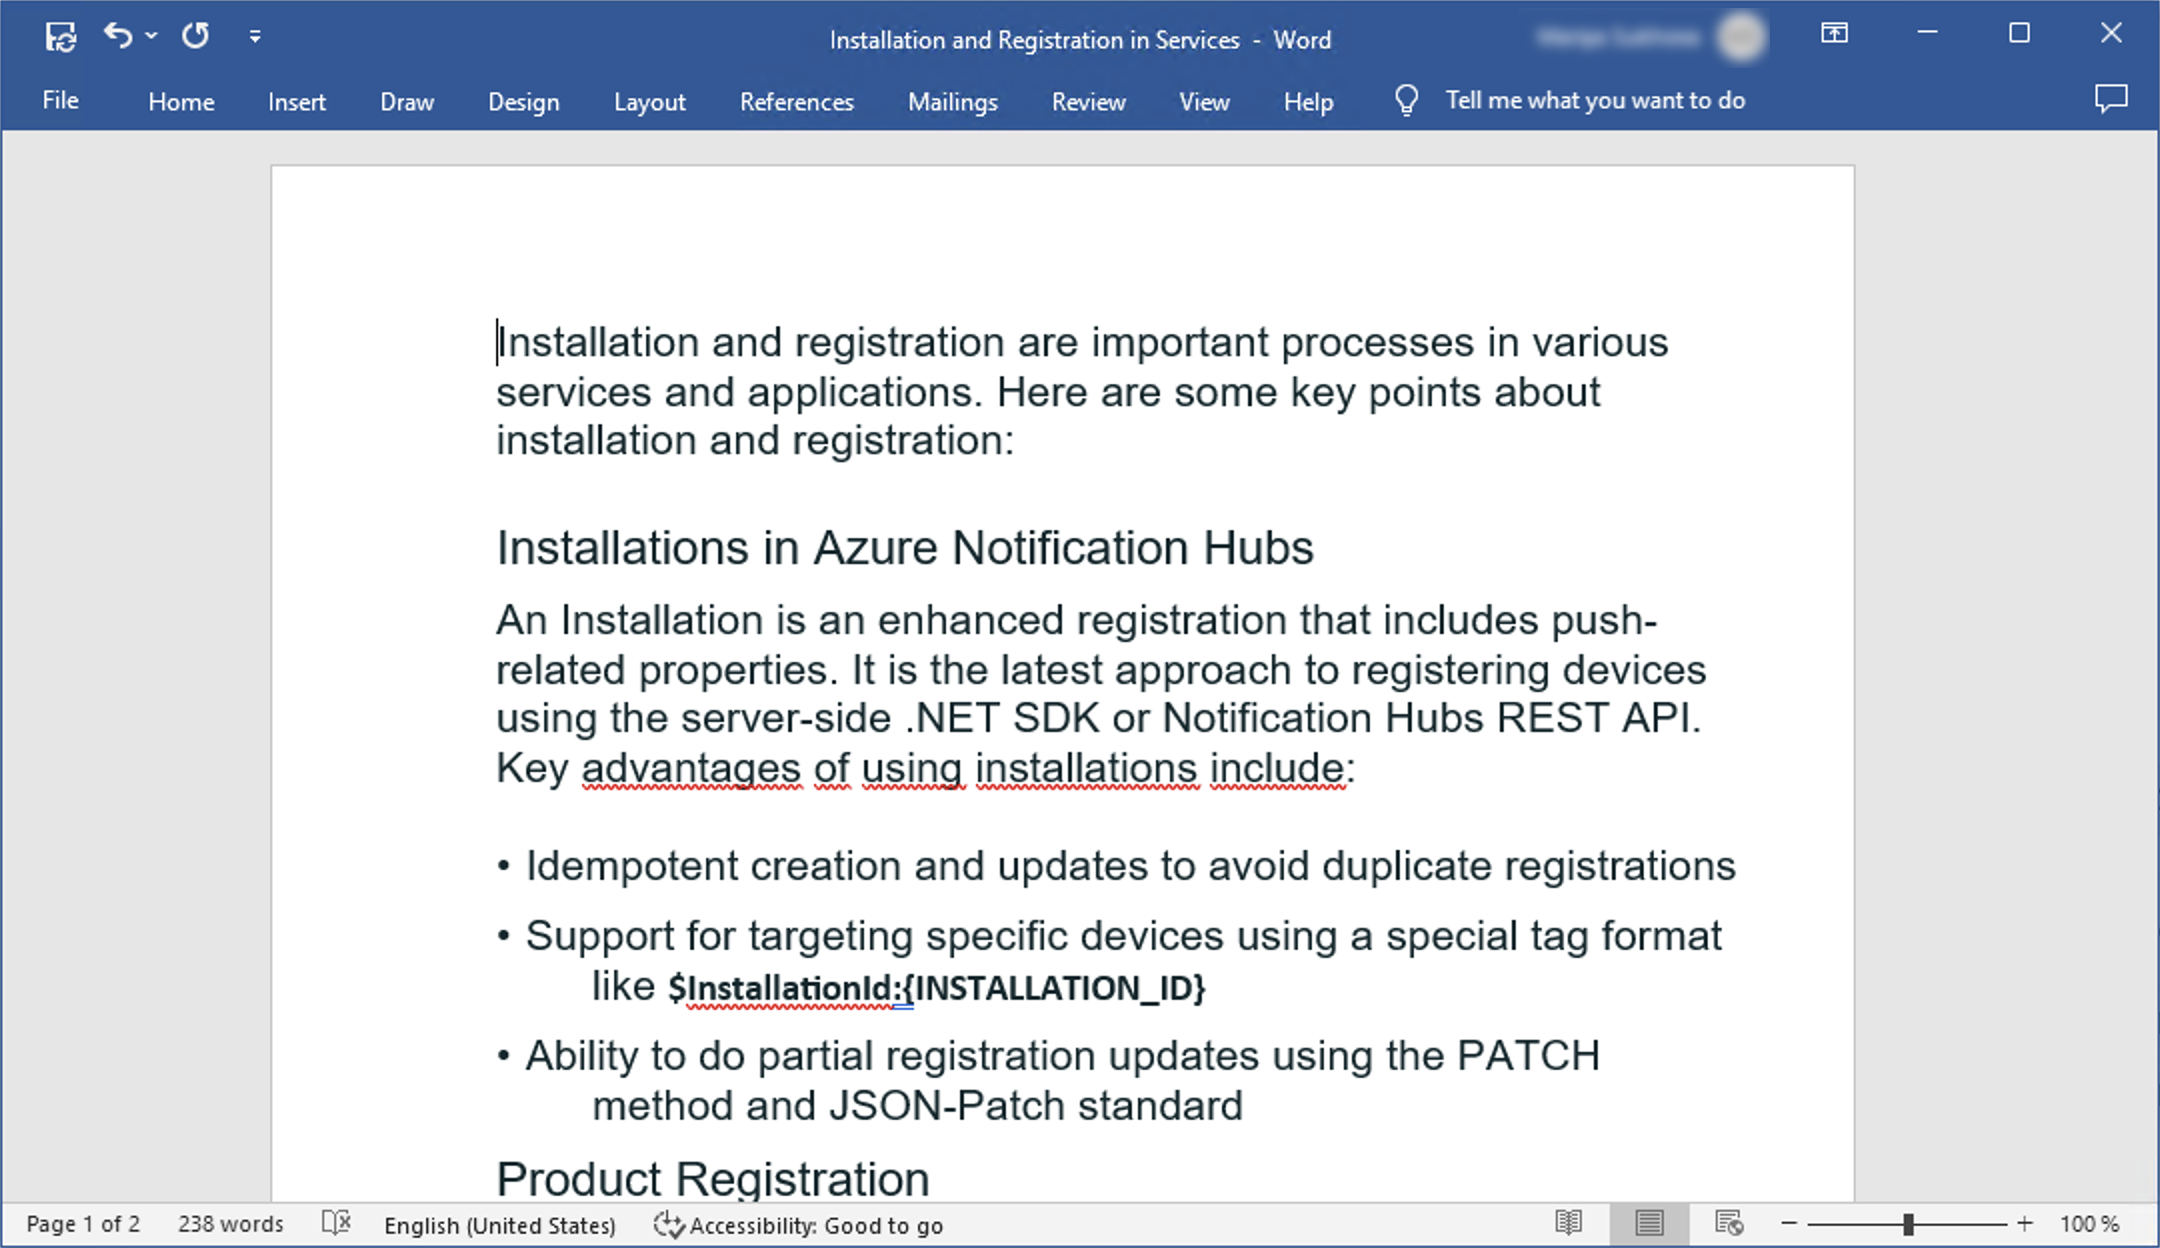 Installation and Registration in Services - Word
File Home Insert Draw Design Layout References Mailings Review View Help Tell me what you want to do
Installation and registration are important processes in various
services and applications. Here are some key points about
installation and registration:
Installations in Azure Notification Hubs
An Installation is an enhanced registration that includes push-
related properties. It is the latest approach to registering devices
using the server-side .NET SDK or Notification Hubs REST API.
Key advantages of using installations include:
• Idempotent creation and updates to avoid duplicate registrations
• Support for targeting specific devices using a special tag format
like $InstallationId:{INSTALLATION_ID}
• Ability to do partial registration updates using the PATCH
method and JSON-Patch standard
Product Registration
Page 1 of 2 238 words English (United States) Accessibility: Good to go 100 %